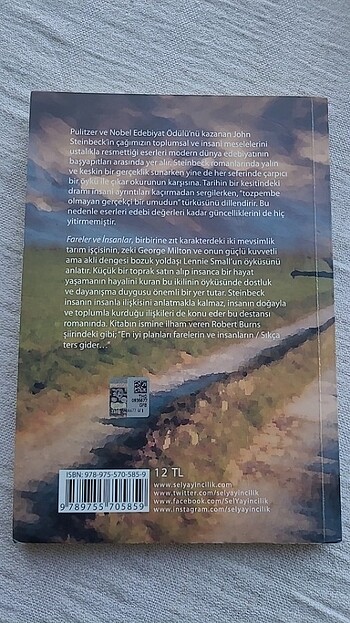 Pulitzer ve Nobel Edebiyat Ödülü'nü kazanan John
Steinbeck'in çağımızın toplumsal ve insani meselelerini
ustalıkla resmettiği eserleri modern dünya edebiyatının
başyapıtları arasında yer alır. Steinbeck romanlarında yalın
ve keskin bir gerçeklik sunarken yine de her seferinde çarpıcı
bir öykü ile çıkar okurunun karşısına. Tarihin bir kesitindeki
dramı insani ayrıntıları kaçırmadan sergilerken, "tozpembe
olmayan gerçekçi bir umudun" türküsünü dillendirir. Bu
nedenle eserleri edebi değerleri kadar güncelliklerini de hiç
yitirmemiştir.
Fareler ve İnsanlar, birbirine zıt karakterdeki iki mevsimlik
tarım işçisinin, zeki George Milton ve onun güçlü kuvvetli
ama akli dengesi bozuk yoldaşı Lennie Small'un öyküsünü
anlatır. Küçük bir toprak satın alıp insanca bir hayat
yaşamanın hayalini kuran bu ikilinin öyküsünde dostluk
ve dayanışma duygusu önemli bir yer tutar. Steinbeck
insanın insanla ilişkisini anlatmakla kalmaz, insanın doğayla
ve toplumla kurduğu ilişkileri de konu eder bu destansı
romanında. Kitabın ismine ilham veren Robert Burns
şiirindeki gibi; "En iyi planları farelerin ve insanların / Sıkça
ters gider…"
ISBN: 978-975-570-585-9
9 789755 705859
12 TL
www.selyayincilik.com
www.twitter.com/selyayincilik
www.facebook.com/SelYayincilik
www.instagram.com/selyayincilik